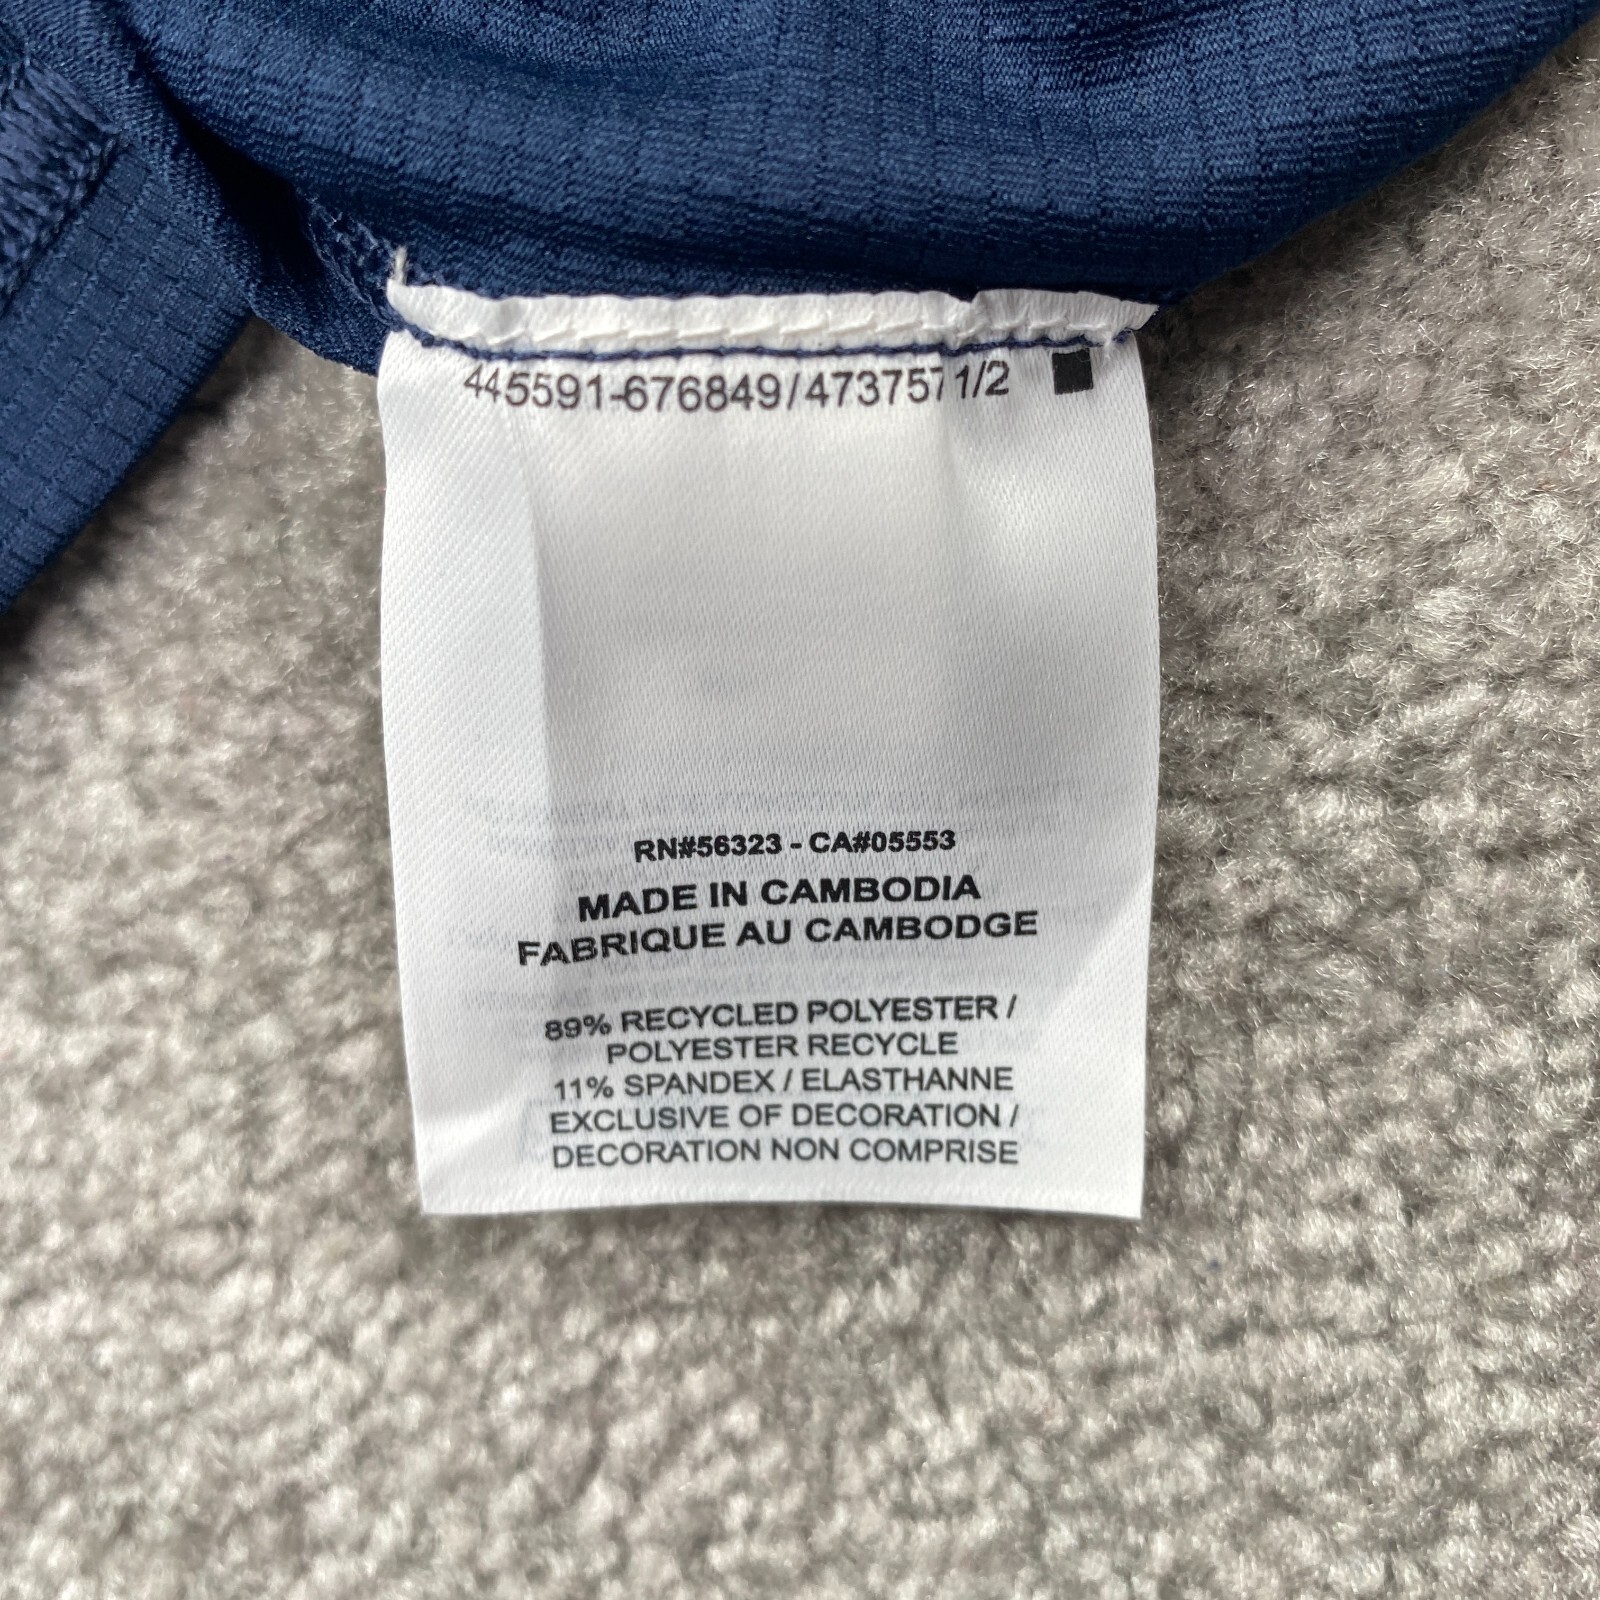 445591-676849/473757 1/2
RN#56323 - CA#05553
MADE IN CAMBODIA
FABRIQUE AU CAMBODGE
89% RECYCLED POLYESTER /
POLYESTER RECYCLE
11% SPANDEX / ELASTHANNE
EXCLUSIVE OF DECORATION /
DECORATION NON COMPRISE